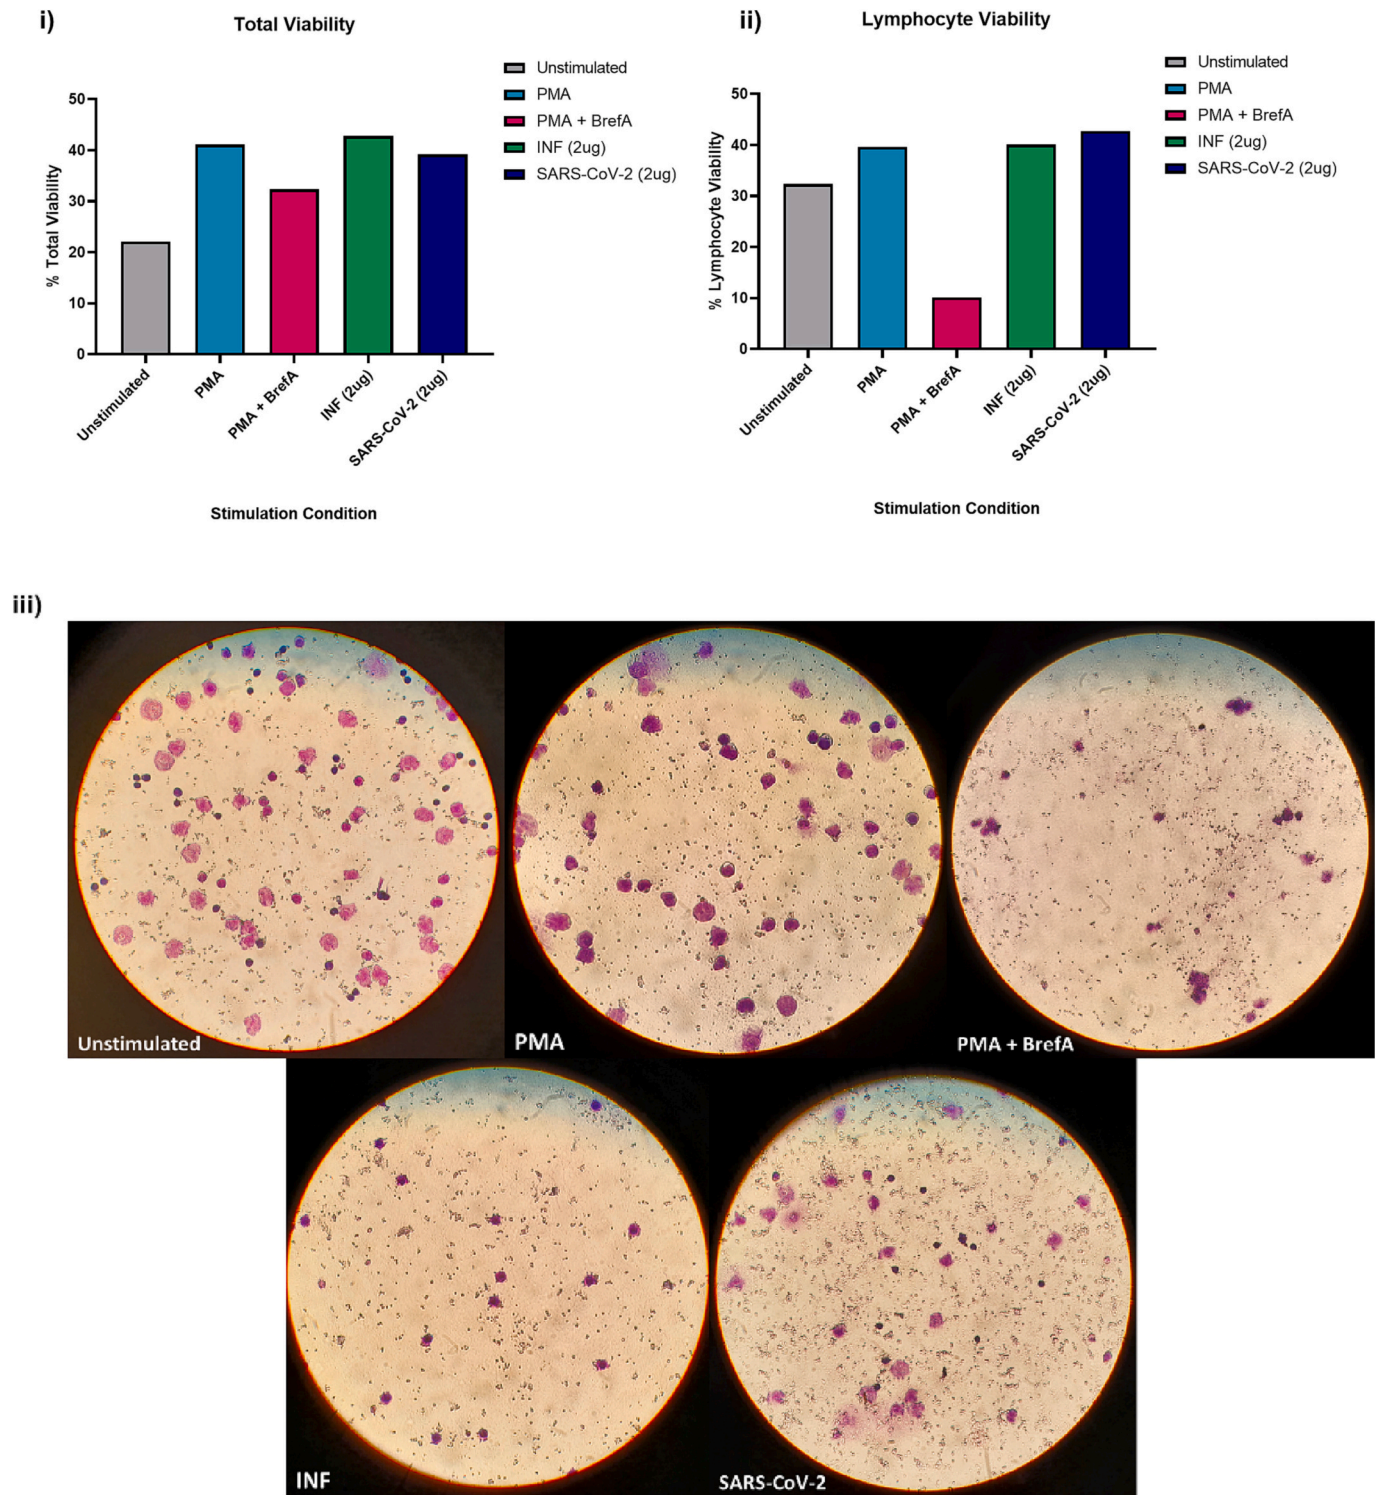 i)
Total Viability
Unstimulated
PMA
PMA + BrefA
INF (2ug)
SARS-CoV-2 (2ug)
% Total Viability
50
40
30
20
10
0
Unstimulated
PMA
PMA + BrefA
INF (2ug)
SARS-CoV-2 (2ug)
Stimulation Condition
ii)
Lymphocyte Viability
Unstimulated
PMA
PMA + BrefA
INF (2ug)
SARS-CoV-2 (2ug)
% Lymphocyte Viability
50
40
30
20
10
0
Unstimulated
PMA
PMA + BrefA
INF (2ug)
SARS-CoV-2 (2ug)
Stimulation Condition
iii)
Unstimulated
PMA
PMA + BrefA
INF
SARS-CoV-2